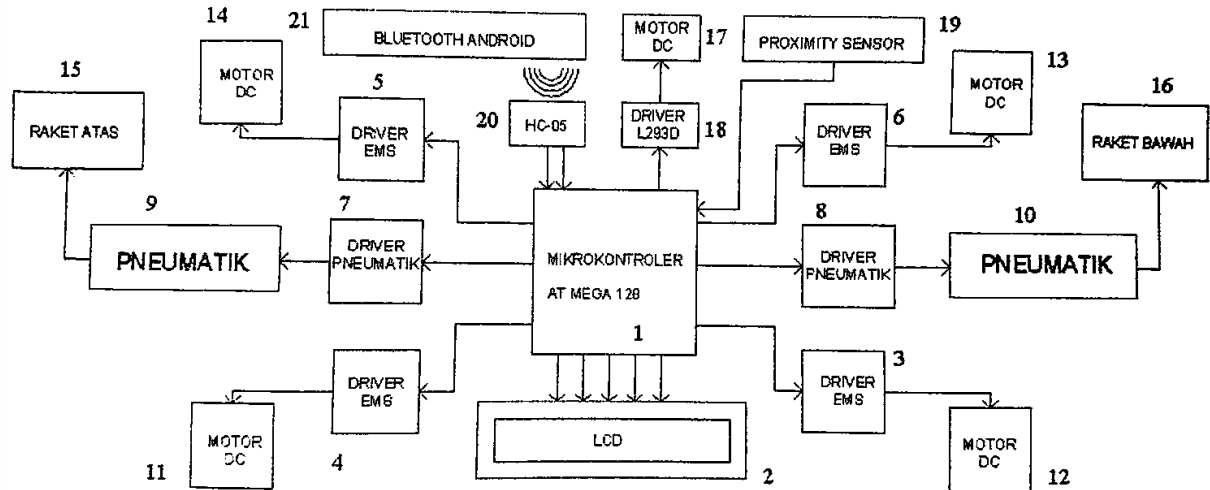 14
21
BLUETOOTH ANDROID
MOTOR
DC
17
PROXIMITY SENSOR
19
15
MOTOR
DC
5
13
MOTOR
DC
16
RAKET ATAS
DRIVER
EMS
20
HC-05
DRIVER
L293D
18
6
DRIVER
EMS
RAKET BAWAH
9
7
8
10
PNEUMATIK
DRIVER
PNEUMATIK
MIKROKONTROLER
AT MEGA 128
1
DRIVER
PNEUMATIK
PNEUMATIK
DRIVER
EMS
3
DRIVER
EMS
MOTOR
DC
11
4
LCD
2
MOTOR
DC
12